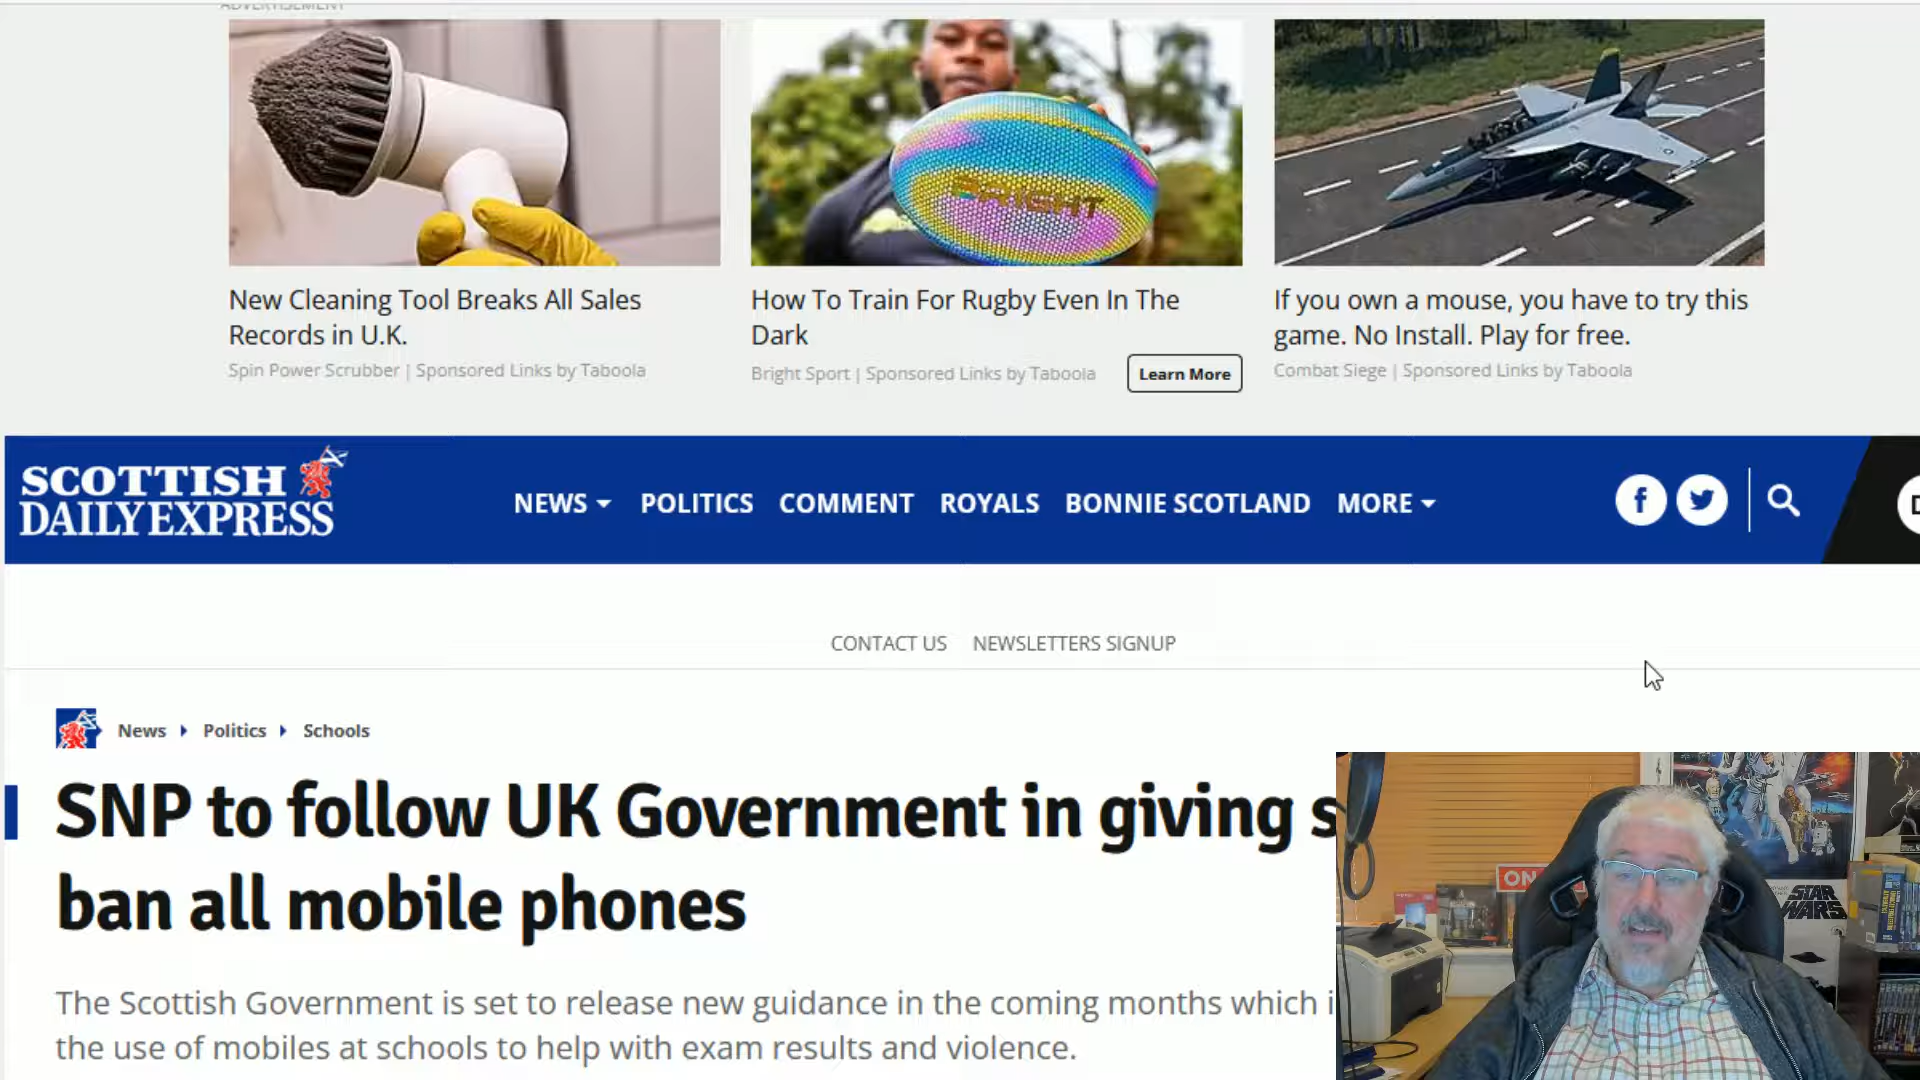 ADVERTISEMENT
BRIGHT
New Cleaning Tool Breaks All Sales
Records in U.K.
Spin Power Scrubber | Sponsored Links by Taboola
How To Train For Rugby Even In The
Dark
Bright Sport | Sponsored Links by Taboola
Learn More
If you own a mouse, you have to try this
game. No Install. Play for free.
Combat Siege | Sponsored Links by Taboola
SCOTTISH
DAILY EXPRESS
NEWS POLITICS COMMENT ROYALS BONNIE SCOTLAND MORE
CONTACT US NEWSLETTERS SIGNUP
News Politics Schools
SNP to follow UK Government in giving s
ban all mobile phones
The Scottish Government is set to release new guidance in the coming months which i
the use of mobiles at schools to help with exam results and violence.
ON
STAR
WARS